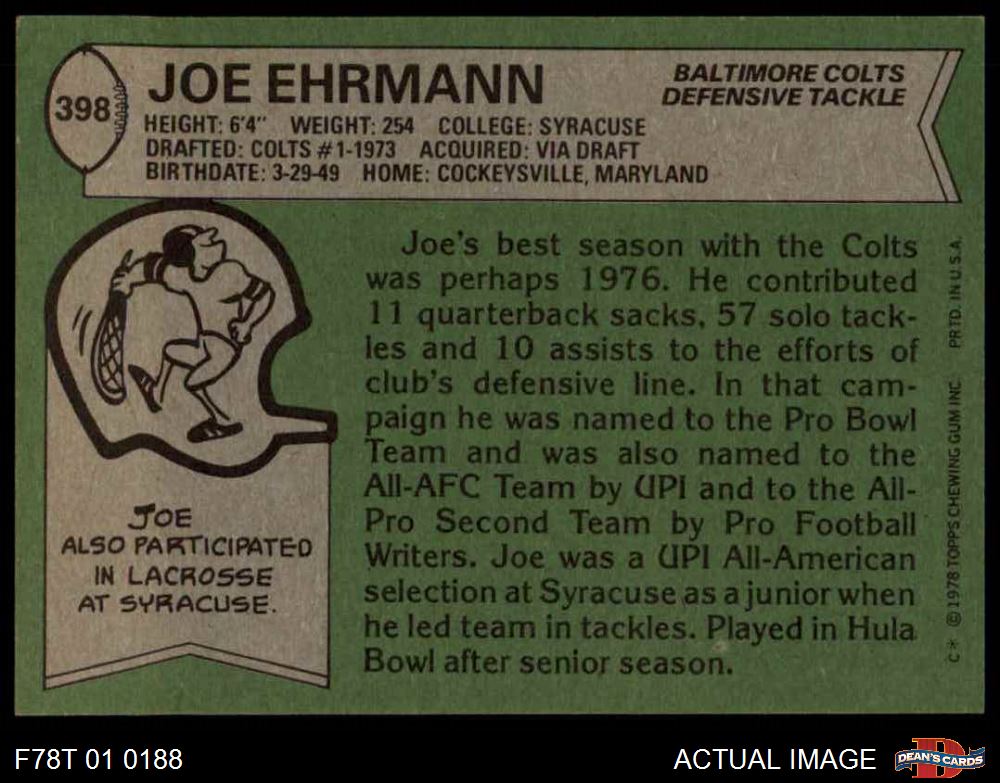 398
JOE EHRMANN
BALTIMORE COLTS
DEFENSIVE TACKLE
HEIGHT: 6'4" WEIGHT: 254 COLLEGE: SYRACUSE
DRAFTED: COLTS #1-1973 ACQUIRED: VIA DRAFT
BIRTHDATE: 3-29-49 HOME: COCKEYSVILLE, MARYLAND
JOE
ALSO PARTICIPATED
IN LACROSSE
AT SYRACUSE.
Joe's best season with the Colts
was perhaps 1976. He contributed
11 quarterback sacks, 57 solo tack-
les and 10 assists to the efforts of
club's defensive line. In that cam-
paign he was named to the Pro Bowl
Team and was also named to the
All-AFC Team by UPI and to the All-
Pro Second Team by Pro Football
Writers. Joe was a UPI All-American
selection at Syracuse as a junior when
he led team in tackles. Played in Hula
Bowl after senior season.
C * © 1978 TOPPS CHEWING GUM INC. PRTD. IN U.S.A.
F78T 01 0188
ACTUAL IMAGE
D
DEAN'S CARDS